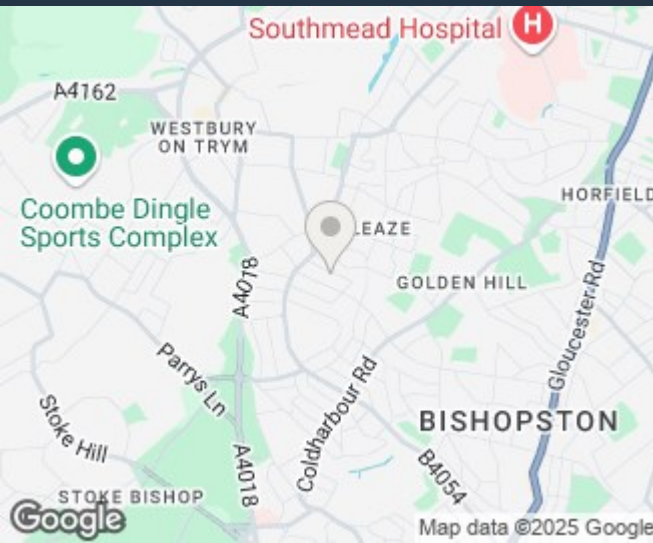 Southmead Hospital
H
A4162
WESTBURY
ON TRYM
HORFIELD
Coombe Dingle
Sports Complex
LEAZE
A4018
GOLDEN HILL
Gloucester Rd
Parrys Ln
Coldharbour Rd
Stoke Hill
BISHOPSTON
A4018
B4054
STOKE BISHOP
Google
Map data ©2025 Google